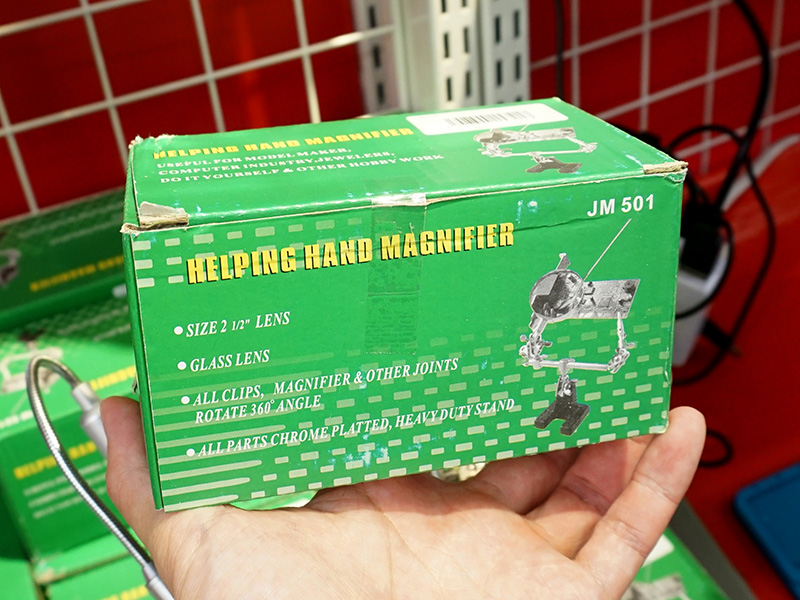 HELPING HAND MAGNIFIER
USEFUL FOR MODEL MAKER,
COMPUTER INDUSTRY, JEWELERS,
DO IT YOURSELF & OTHER HOBBY WORK
JM 501
HELPING HAND MAGNIFIER
● SIZE 2 1/2" LENS
● GLASS LENS
● ALL CLIPS, MAGNIFIER & OTHER JOINTS
ROTATE 360° ANGLE
● ALL PARTS CHROME PLATTED, HEAVY DUTY STAND
HELPING HAND